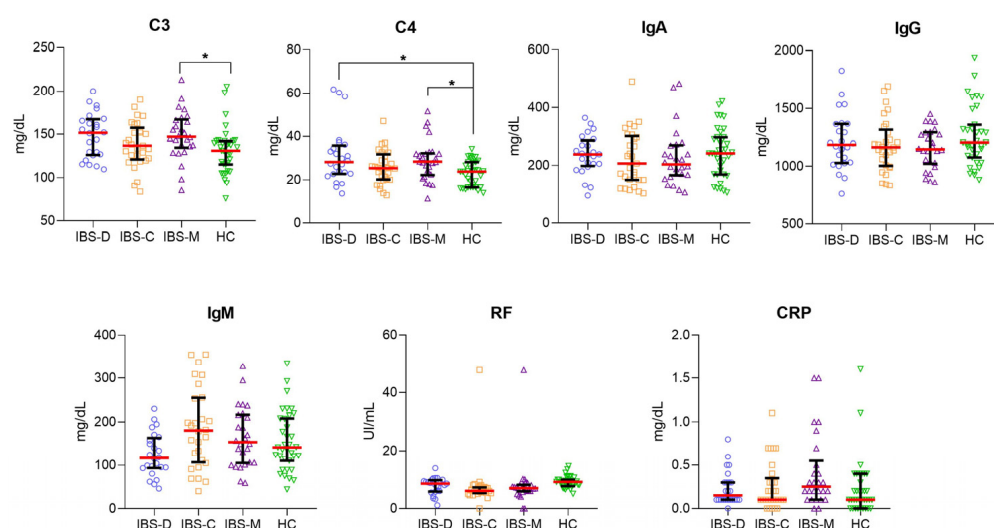 C3
250
200
150
100
50
mg/dL
*
IBS-D IBS-C IBS-M HC
C4
80
60
40
20
0
mg/dL
*
*
IBS-D IBS-C IBS-M HC
IgA
600
400
200
0
mg/dL
IBS-D IBS-C IBS-M HC
IgG
2000
1500
1000
500
mg/dL
IBS-D IBS-C IBS-M HC
IgM
400
300
200
100
0
mg/dL
IBS-D IBS-C IBS-M HC
RF
60
40
20
0
UI/mL
IBS-D IBS-C IBS-M HC
CRP
2.0
1.5
1.0
0.5
0.0
mg/dL
IBS-D IBS-C IBS-M HC